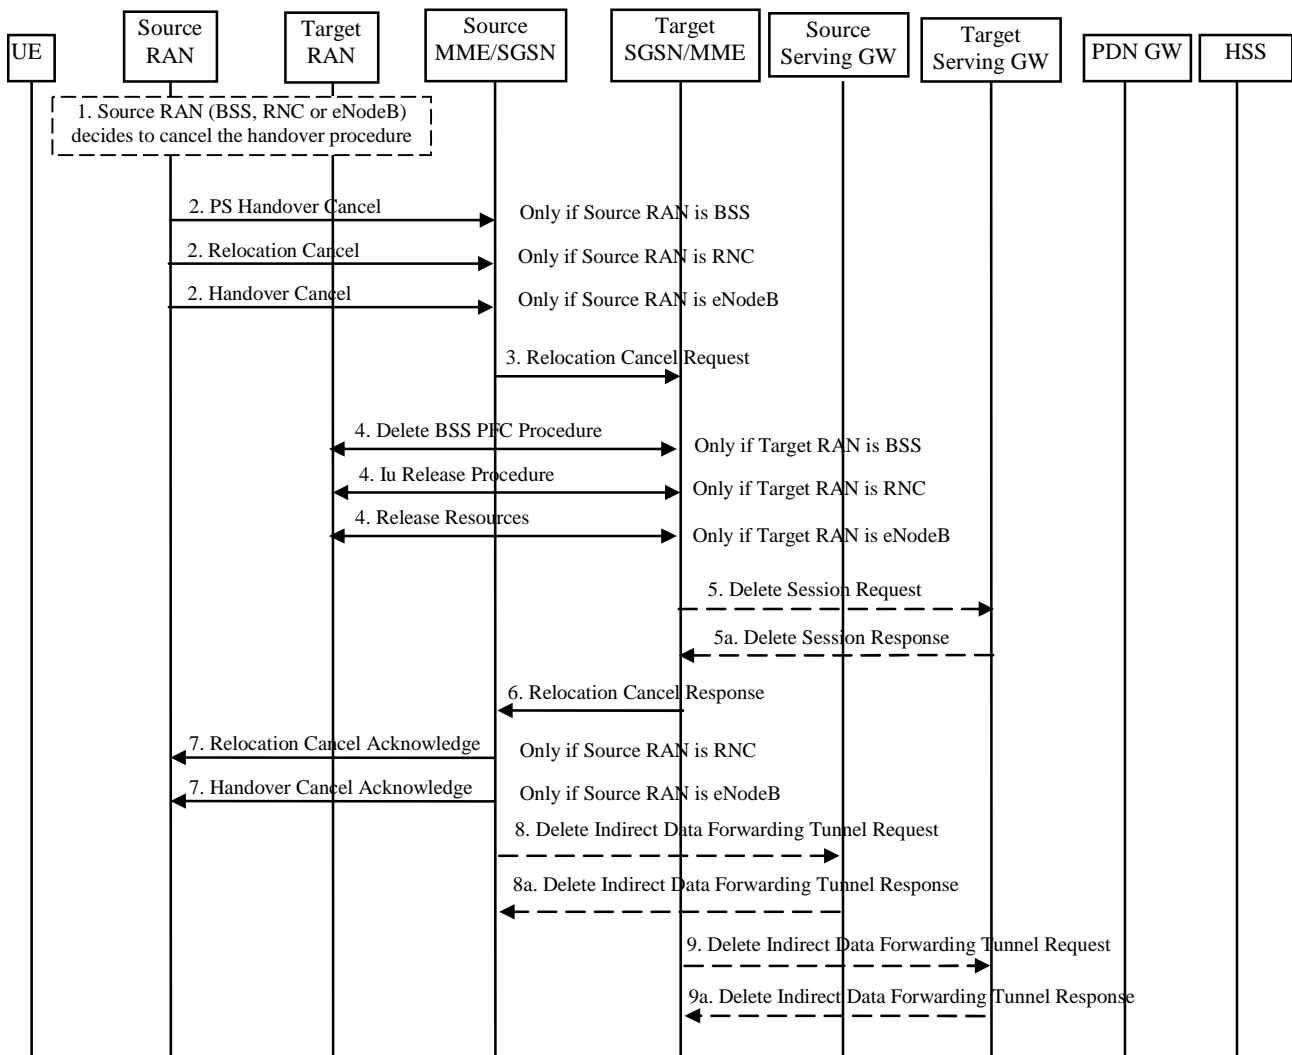 UE
Source
RAN
Target
RAN
Source
MME/SGSN
Target
SGSN/MME
Source
Serving GW
Target
Serving GW
PDN GW
HSS
1. Source RAN (BSS, RNC or eNodeB)
decides to cancel the handover procedure
2. PS Handover Cancel
Only if Source RAN is BSS
2. Relocation Cancel
Only if Source RAN is RNC
2. Handover Cancel
Only if Source RAN is eNodeB
3. Relocation Cancel Request
4. Delete BSS PFC Procedure
Only if Target RAN is BSS
4. Iu Release Procedure
Only if Target RAN is RNC
4. Release Resources
Only if Target RAN is eNodeB
5. Delete Session Request
5a. Delete Session Response
6. Relocation Cancel Response
7. Relocation Cancel Acknowledge
Only if Source RAN is RNC
7. Handover Cancel Acknowledge
Only if Source RAN is eNodeB
8. Delete Indirect Data Forwarding Tunnel Request
8a. Delete Indirect Data Forwarding Tunnel Response
9. Delete Indirect Data Forwarding Tunnel Request
9a. Delete Indirect Data Forwarding Tunnel Response